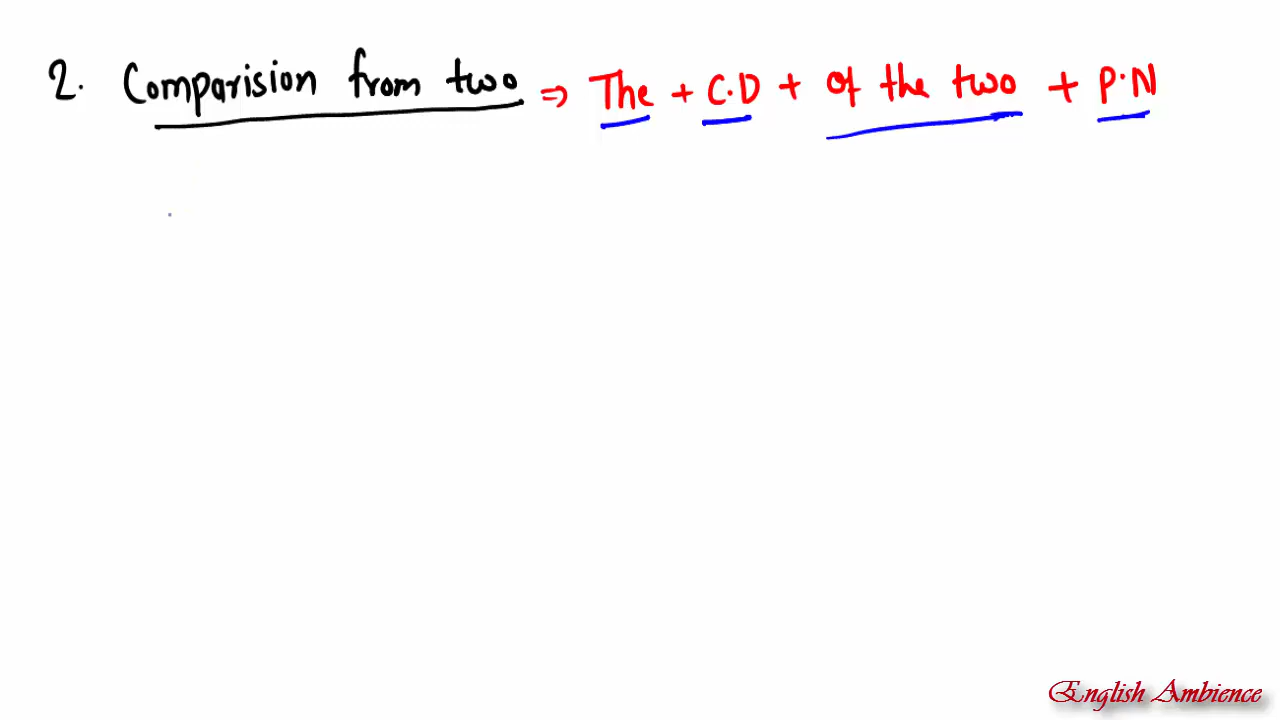 2. Comparision from two ⇒ The + C.D + of the two + P.N
English Ambience